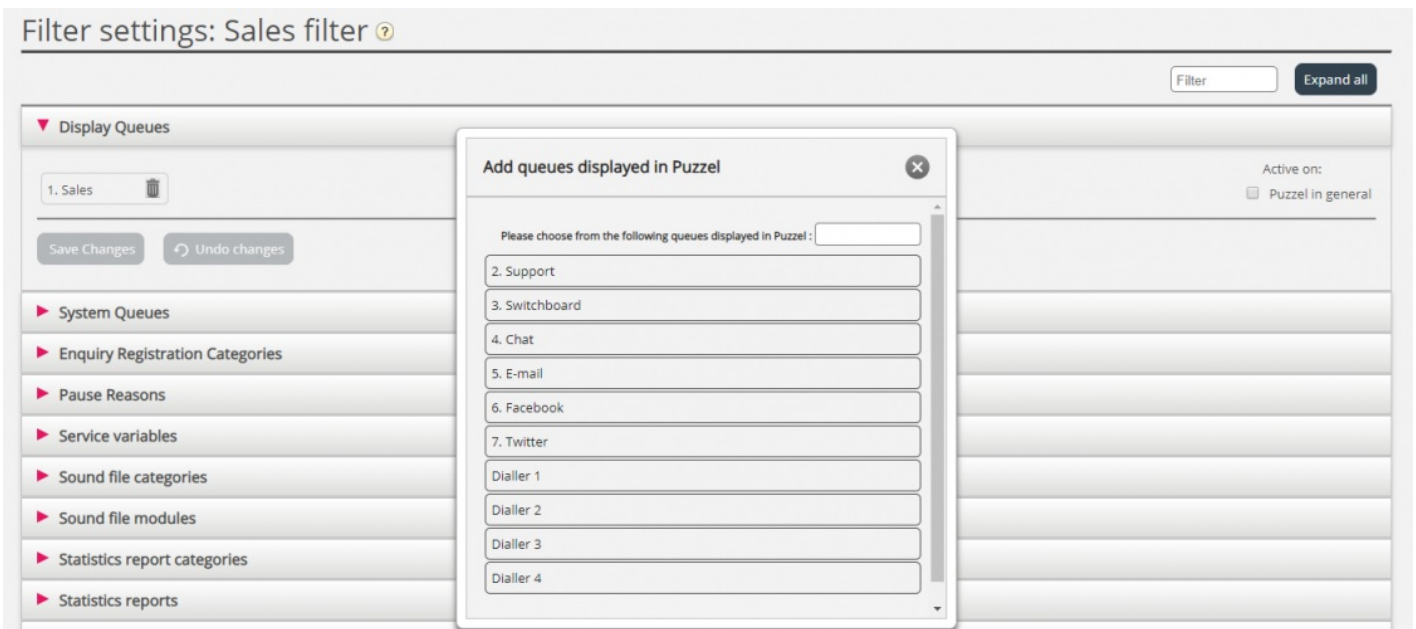 Filter settings: Sales filter ?
Filter
Expand all
Display Queues
1. Sales
Active on:
Puzzel in general
Save Changes
Undo changes
System Queues
Enquiry Registration Categories
Pause Reasons
Service variables
Sound file categories
Sound file modules
Statistics report categories
Statistics reports
Add queues displayed in Puzzel
Please choose from the following queues displayed in Puzzel :
2. Support
3. Switchboard
4. Chat
5. E-mail
6. Facebook
7. Twitter
Dialler 1
Dialler 2
Dialler 3
Dialler 4